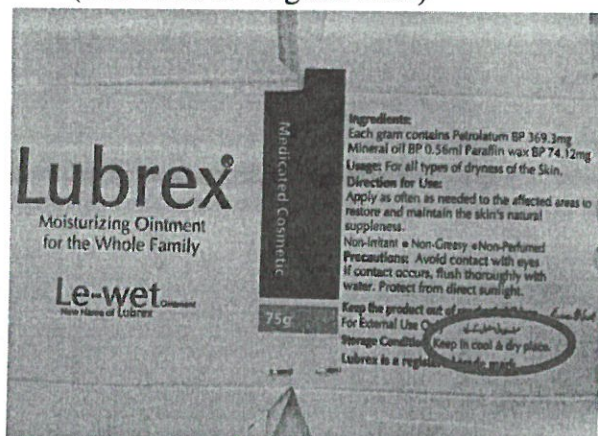 Lubrex®
Moisturizing Ointment
for the Whole Family
Le-wet Ointment
New Name of Lubrex
Medicated Cosmetic
75g
Ingredients:
Each gram contains Petrolatum BP 369.3mg
Mineral oil BP 0.56ml Paraffin wax BP 74.12mg
Usage: For all types of dryness of the Skin.
Direction for Use:
Apply as often as needed to the affected areas to
restore and maintain the skin's natural
suppleness.
Non-Irritant • Non-Greasy • Non-Perfumed
Precautions: Avoid contact with eyes
If contact occurs, flush thoroughly with
water. Protect from direct sunlight.
Keep the product out of
For External Use
Storage Condition Keep in cool & dry place.
Lubrex is a registered trade mark